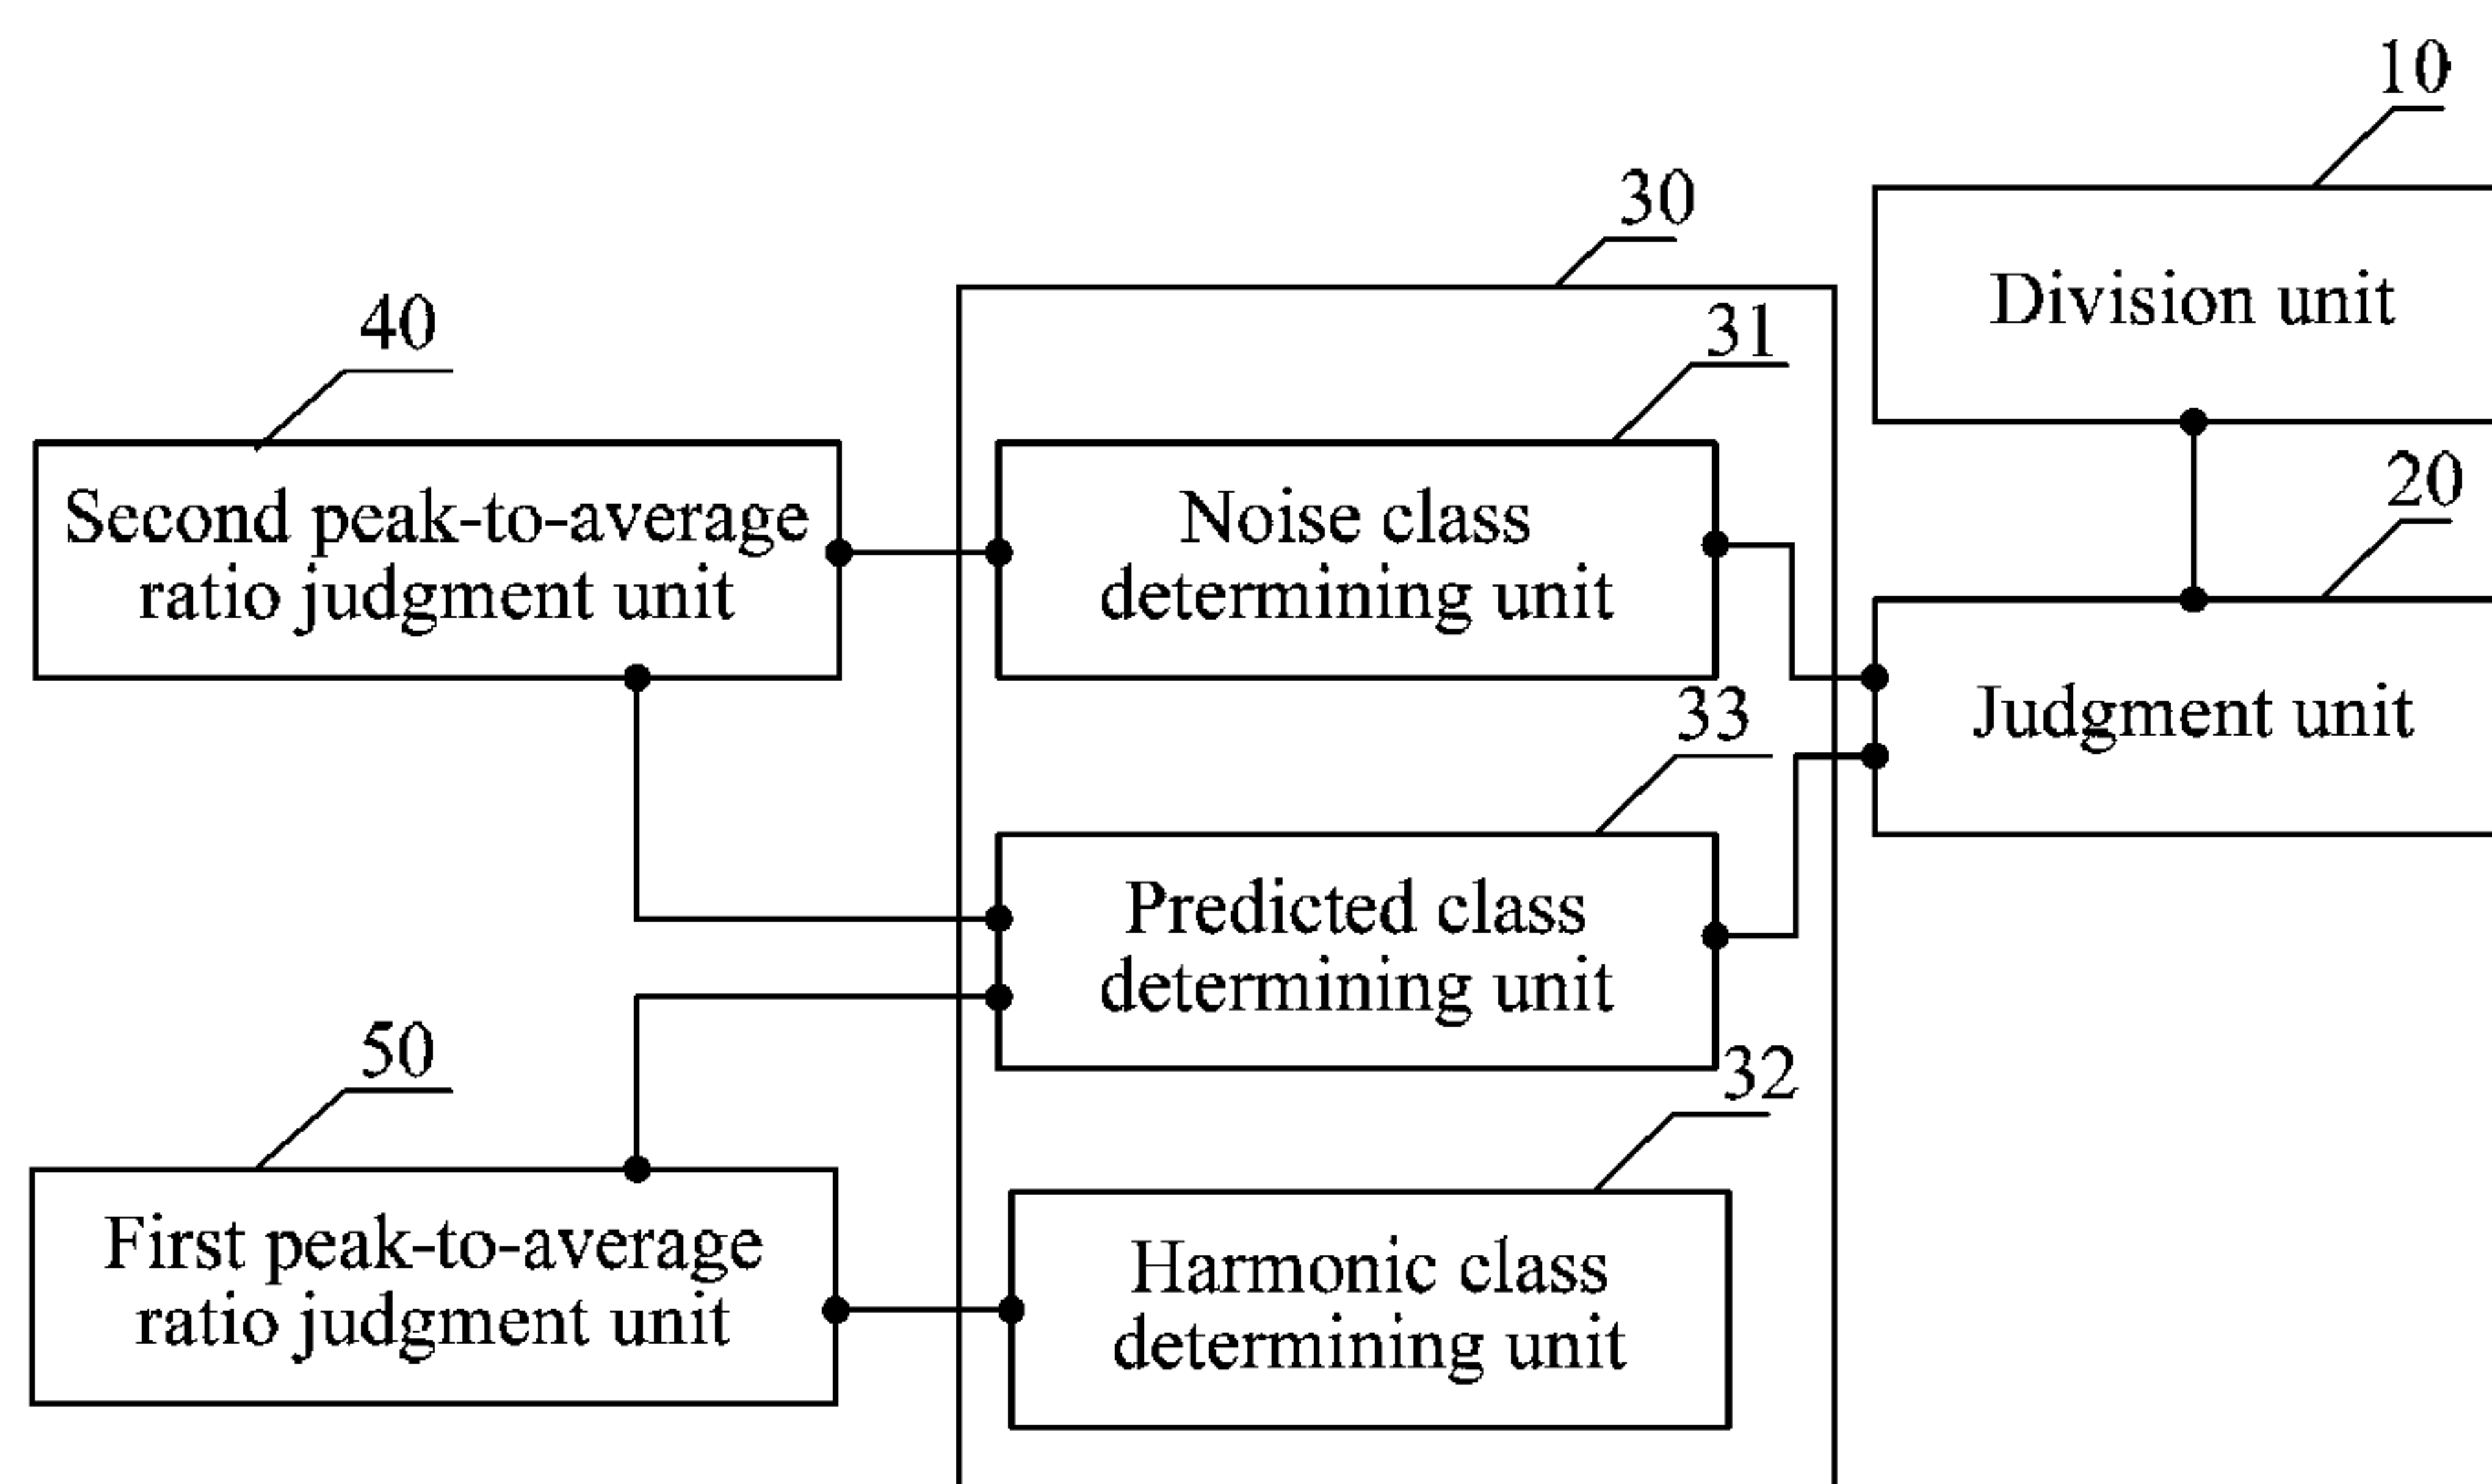 10
30
Division unit
40
31
20
Second peak-to-average
ratio judgment unit
Noise class
determining unit
33
Judgment unit
Predicted class
determining unit
50
32
First peak-to-average
ratio judgment unit
Harmonic class
determining unit